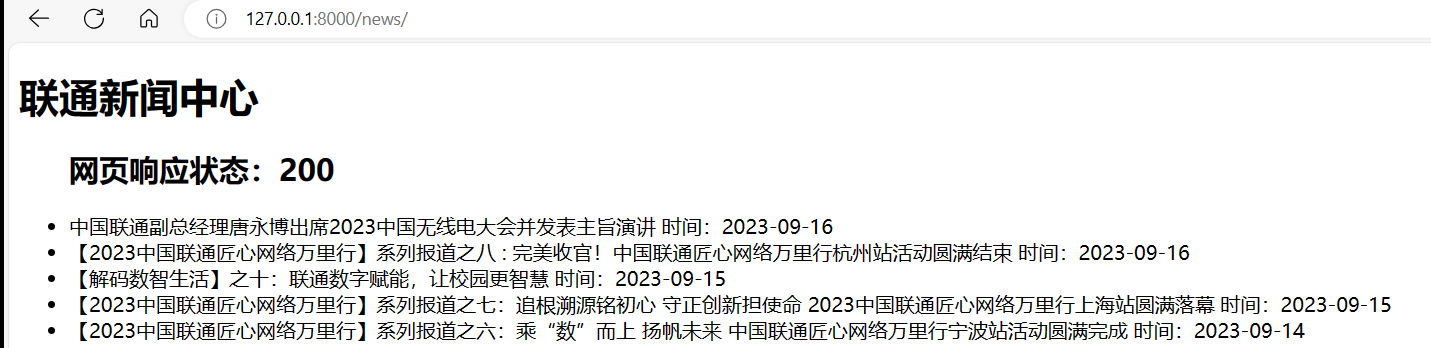 127.0.0.1:8000/news/
联通新闻中心
网页响应状态：200
中国联通副总经理唐永博出席2023中国无线电大会并发表主旨演讲 时间：2023-09-16
【2023中国联通匠心网络万里行】系列报道之八 : 完美收官！中国联通匠心网络万里行杭州站活动圆满结束 时间：2023-09-16
【解码数智生活】之十：联通数字赋能，让校园更智慧 时间：2023-09-15
【2023中国联通匠心网络万里行】系列报道之七：追根溯源铭初心 守正创新担使命 2023中国联通匠心网络万里行上海站圆满落幕 时间：2023-09-15
【2023中国联通匠心网络万里行】系列报道之六：乘“数”而上 扬帆未来 中国联通匠心网络万里行宁波站活动圆满完成 时间：2023-09-14